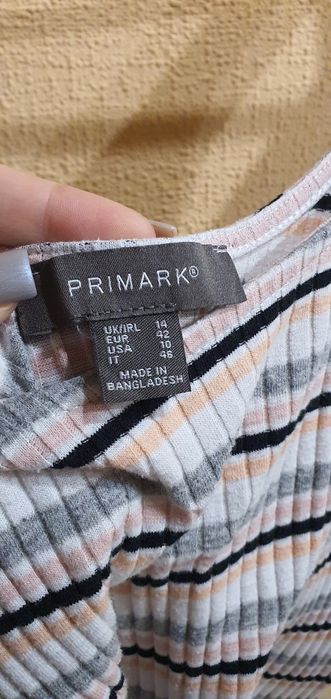 PRIMARK®
UK/IRL 14
EUR 42
USA 10
IT 46
MADE IN
BANGLADESH